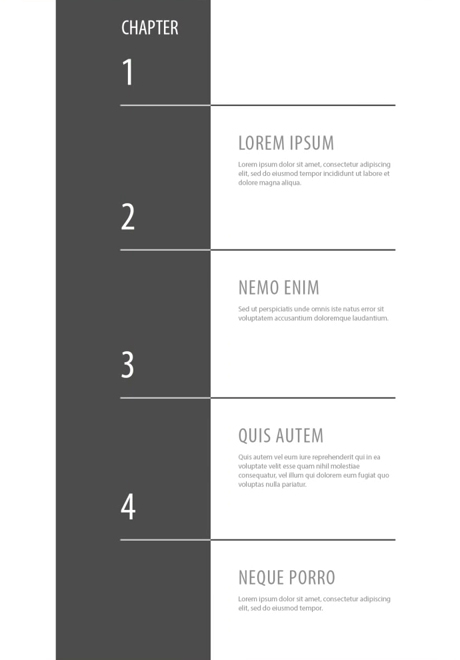 CHAPTER
1
LOREM IPSUM
Lorem ipsum dolor sit amet, consectetur adipiscing
elit, sed do eiusmod tempor incididunt ut labore et
dolore magna aliqua.
2
NEMO ENIM
Sed ut perspiciatis unde omnis iste natus error sit
voluptatem accusantium doloremque laudantium.
3
QUIS AUTEM
Quis autem vel eum iure reprehenderit qui in ea
voluptate velit esse quam nihil molestiae
consequatur, vel illum qui dolorem eum fugiat quo
voluptas nulla pariatur.
4
NEQUE PORRO
Lorem ipsum dolor sit amet, consectetur adipiscing
elit, sed do eiusmod tempor.